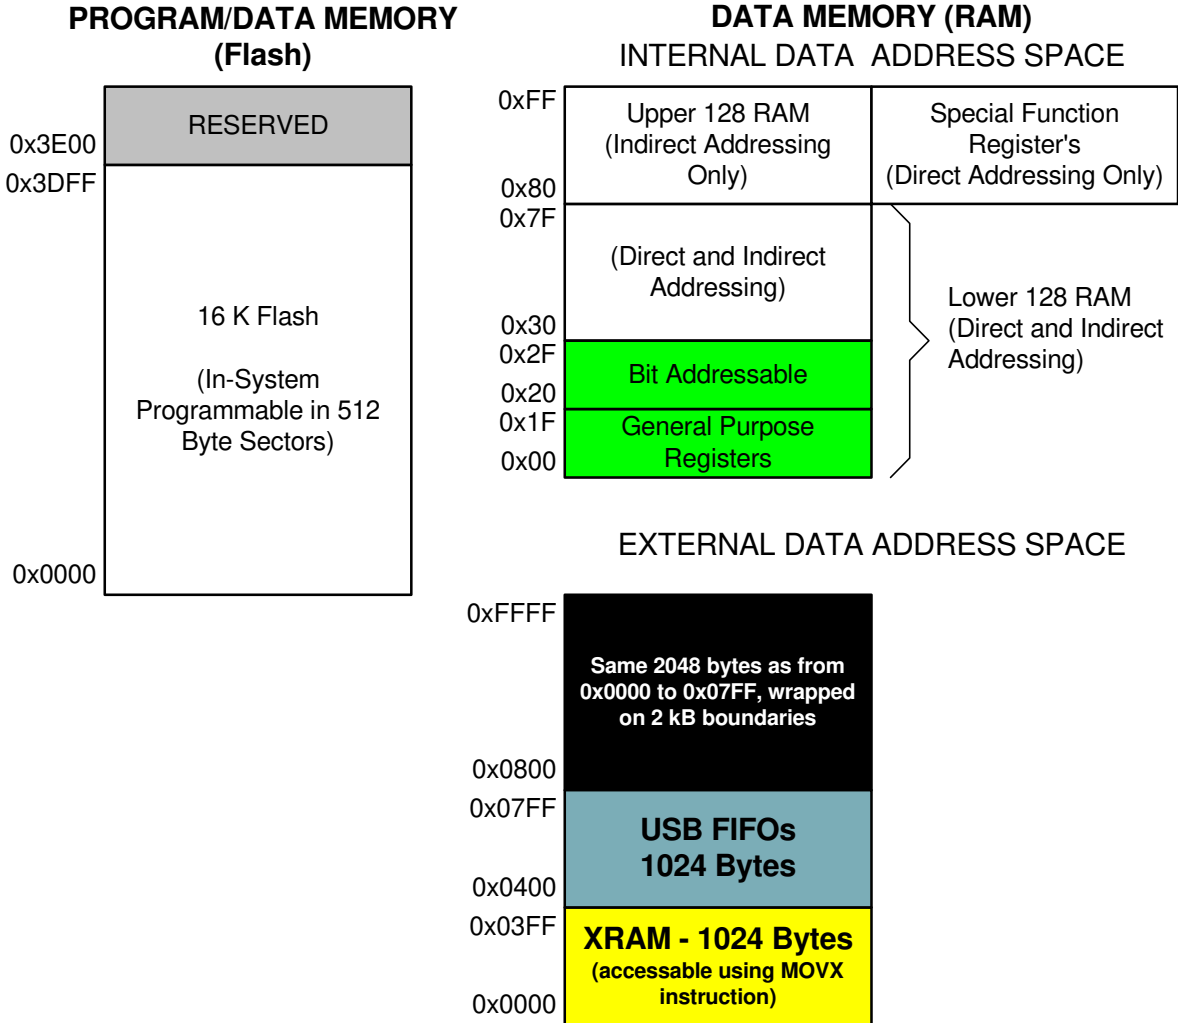 PROGRAM/DATA MEMORY
(Flash)
RESERVED
0x3E00
0x3DFF
16 K Flash
(In-System
Programmable in 512
Byte Sectors)
0x0000
DATA MEMORY (RAM)
INTERNAL DATA ADDRESS SPACE
0xFF
Upper 128 RAM
(Indirect Addressing
Only)
0x80
Special Function
Register's
(Direct Addressing Only)
0x7F
(Direct and Indirect
Addressing)
0x30
0x2F
Bit Addressable
0x20
0x1F
General Purpose
Registers
0x00
Lower 128 RAM
(Direct and Indirect
Addressing)
EXTERNAL DATA ADDRESS SPACE
0xFFFF
Same 2048 bytes as from
0x0000 to 0x07FF, wrapped
on 2 kB boundaries
0x0800
0x07FF
USB FIFOs
1024 Bytes
0x0400
0x03FF
XRAM - 1024 Bytes
(accessable using MOVX
instruction)
0x0000